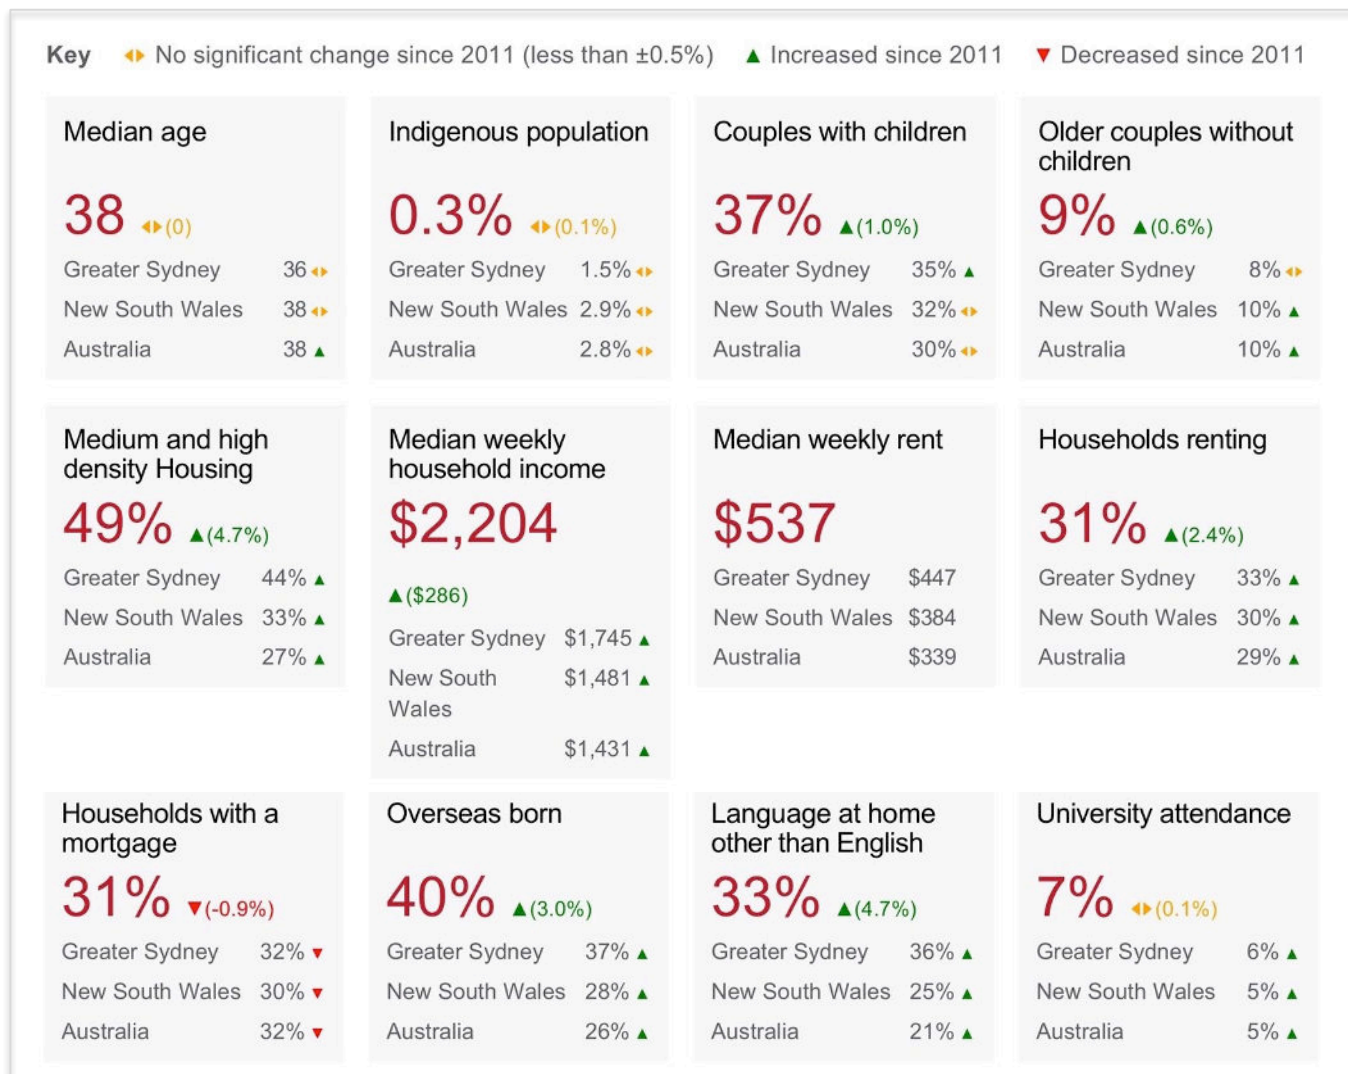 Key ◂▸ No significant change since 2011 (less than ±0.5%) ▲ Increased since 2011 ▼ Decreased since 2011
Median age
38 ◂▸(0)
Greater Sydney 36 ◂▸
New South Wales 38 ◂▸
Australia 38 ▲
Indigenous population
0.3% ◂▸(0.1%)
Greater Sydney 1.5% ◂▸
New South Wales 2.9% ◂▸
Australia 2.8% ◂▸
Couples with children
37% ▲(1.0%)
Greater Sydney 35% ▲
New South Wales 32% ◂▸
Australia 30% ◂▸
Older couples without
children
9% ▲(0.6%)
Greater Sydney 8% ◂▸
New South Wales 10% ▲
Australia 10% ▲
Medium and high
density Housing
49% ▲(4.7%)
Greater Sydney 44% ▲
New South Wales 33% ▲
Australia 27% ▲
Median weekly
household income
$2,204
▲($286)
Greater Sydney $1,745 ▲
New South $1,481 ▲
Wales
Australia $1,431 ▲
Median weekly rent
$537
Greater Sydney $447
New South Wales $384
Australia $339
Households renting
31% ▲(2.4%)
Greater Sydney 33% ▲
New South Wales 30% ▲
Australia 29% ▲
Households with a
mortgage
31% ▼(-0.9%)
Greater Sydney 32% ▼
New South Wales 30% ▼
Australia 32% ▼
Overseas born
40% ▲(3.0%)
Greater Sydney 37% ▲
New South Wales 28% ▲
Australia 26% ▲
Language at home
other than English
33% ▲(4.7%)
Greater Sydney 36% ▲
New South Wales 25% ▲
Australia 21% ▲
University attendance
7% ◂▸(0.1%)
Greater Sydney 6% ▲
New South Wales 5% ▲
Australia 5% ▲